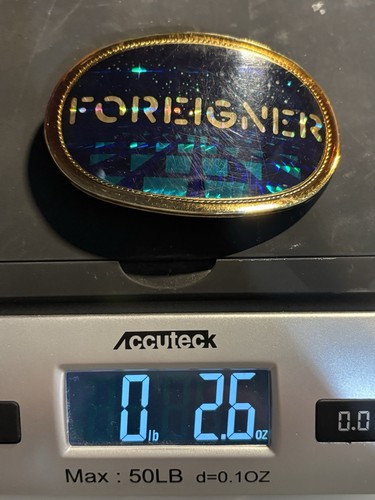 FOREIGNER
Accuteck
0 lb 2.6 oz
0.0
Max : 50LB d=0.1OZ